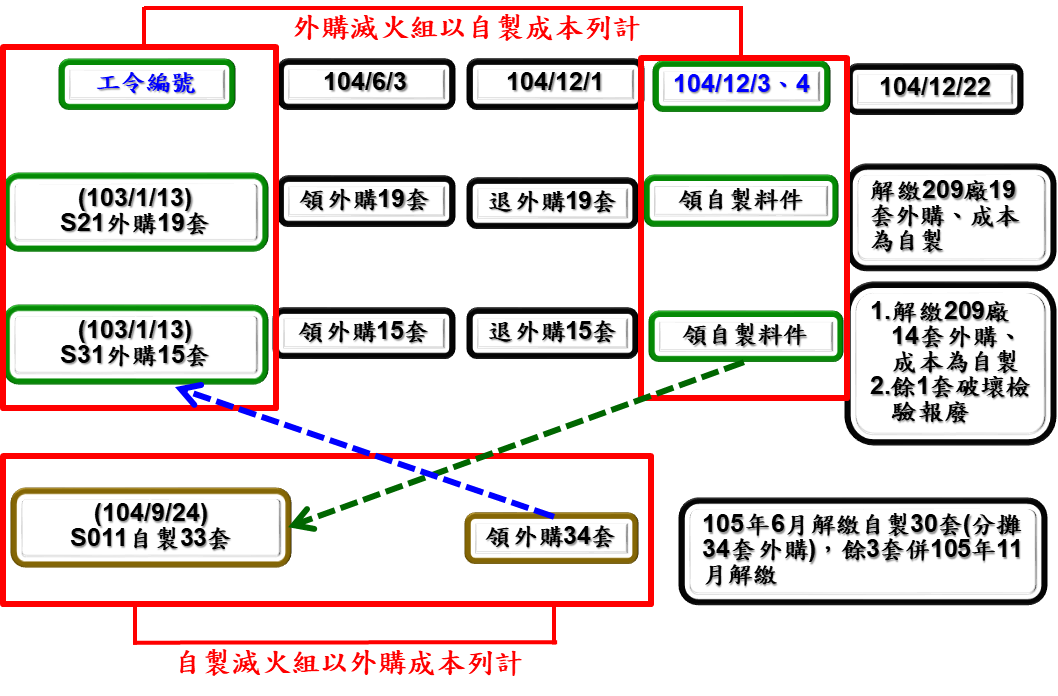 外購滅火組以自製成本列計
工令編號
104/6/3
104/12/1
104/12/3、4
104/12/22
(103/1/13)
S21外購19套
領外購19套
退外購19套
領自製料件
解繳209廠19
套外購、成本
為自製
(103/1/13)
S31外購15套
領外購15套
退外購15套
領自製料件
1.解繳209廠
14套外購、
成本為自製
2.餘1套破壞檢
驗報廢
(104/9/24)
S011自製33套
領外購34套
105年6月解繳自製30套(分攤
34套外購)，餘3套併105年11
月解繳
自製滅火組以外購成本列計